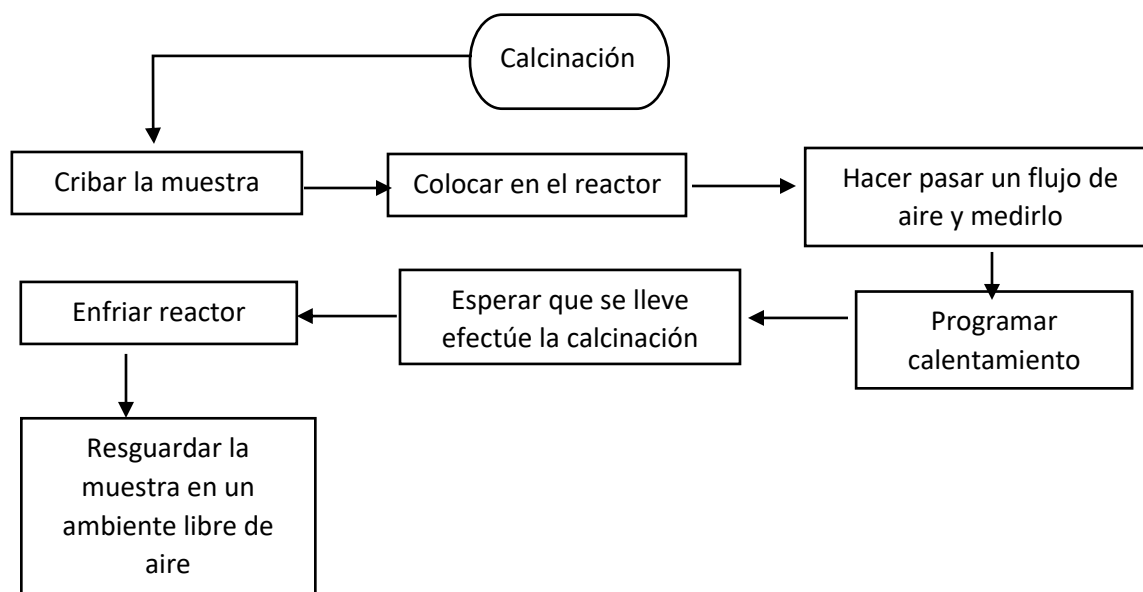 Calcinación
Cribar la muestra
Colocar en el reactor
Hacer pasar un flujo de
aire y medirlo
Programar
calentamiento
Esperar que se lleve
efectúe la calcinación
Enfriar reactor
Resguardar la
muestra en un
ambiente libre de
aire